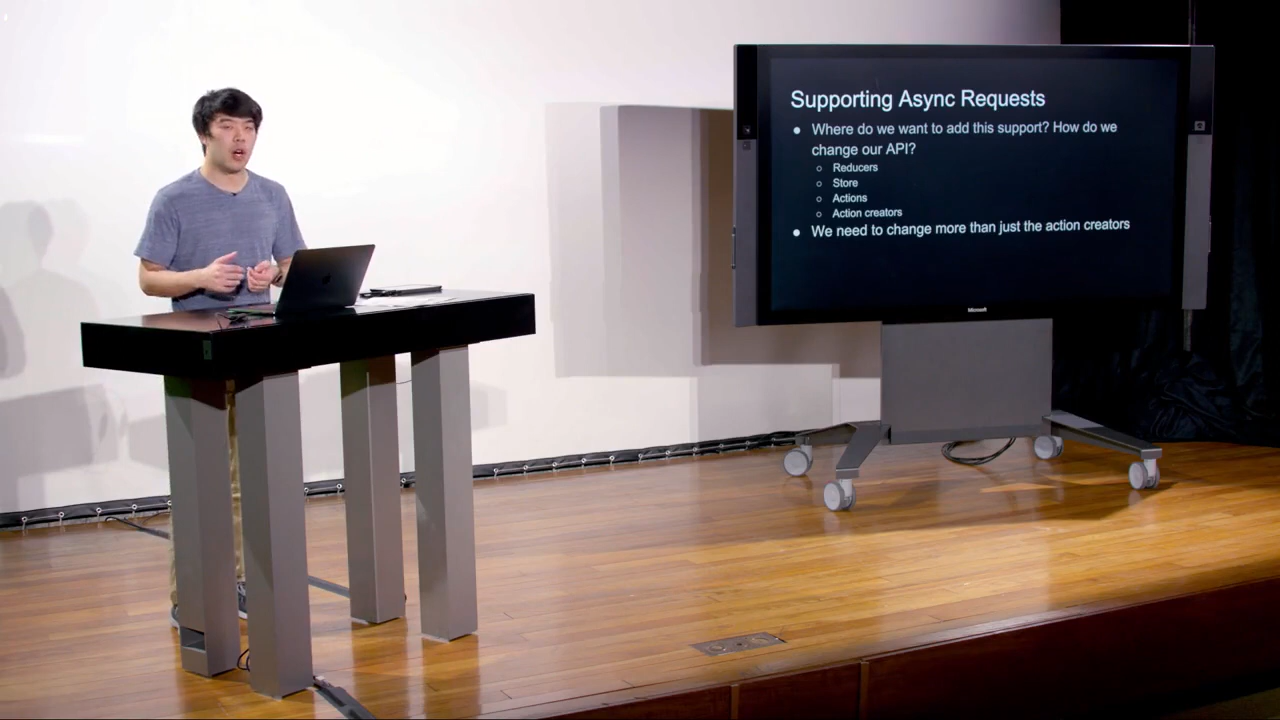 Supporting Async Requests
● Where do we want to add this support? How do we
change our API?
○ Reducers
○ Store
○ Actions
○ Action creators
● We need to change more than just the action creators
Microsoft